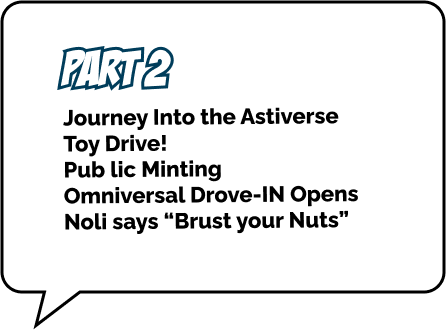 PART 2
Journey Into the Astiverse
Toy Drive!
Pub lic Minting
Omniversal Drove-IN Opens
Noli says “Brust your Nuts”